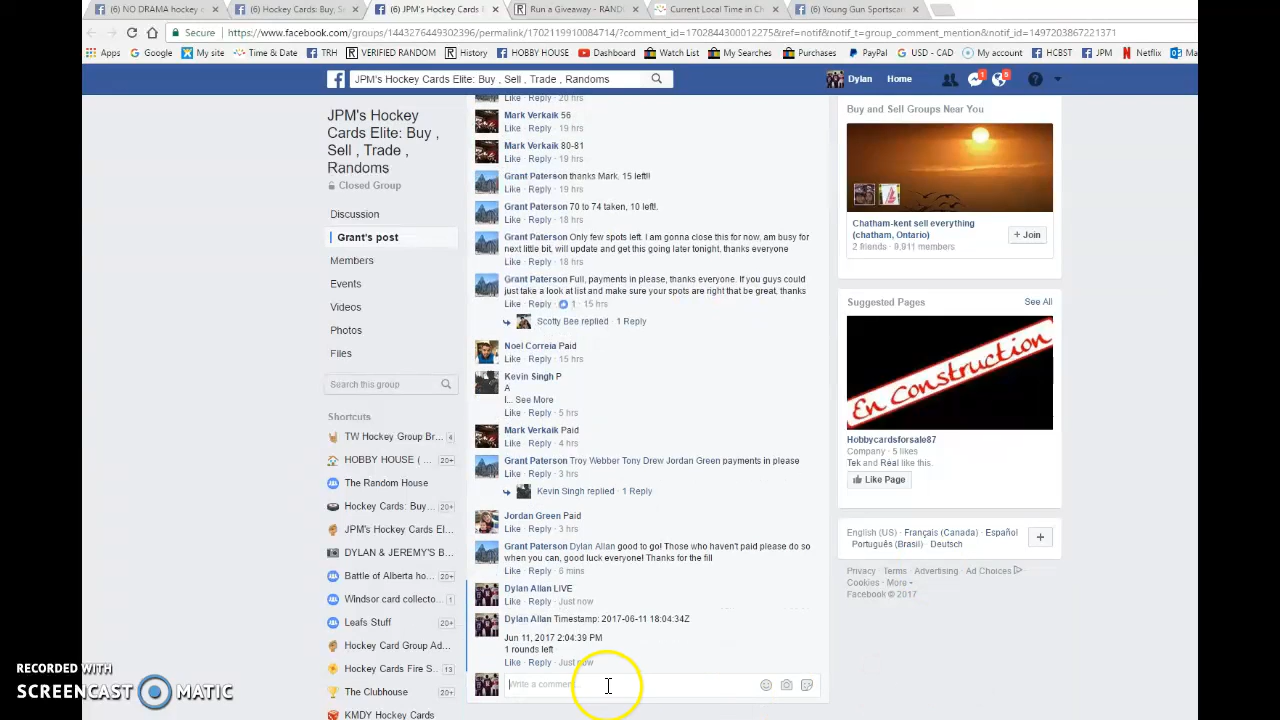 (6) NO DRAMA hockey c
(6) Hockey Cards: Buy, Se
(6) JPM's Hockey Cards E
Run a Giveaway - RAND
Current Local Time in Ch
(6) Young Gun Sportscar
Secure
https://www.facebook.com/groups/1443276449302396/permalink/1702119910084714/?comment_id=1702844300012275&ref=notif&notif_t=group_comment_mention&notif_id=1497203867221371
Apps Google My site Time & Date TRH VERIFIED RANDOM History HOBBY HOUSE Dashboard Watch List My Searches Purchases PayPal USD - CAD My account HCBST JPM Netflix Ma
JPM's Hockey Cards Elite: Buy , Sell , Trade , Randoms
Dylan Home 1 5
JPM's Hockey
Cards Elite: Buy ,
Sell , Trade ,
Randoms
Closed Group
Discussion
Grant's post
Members
Events
Videos
Photos
Files
Search this group
Shortcuts
TW Hockey Group Br... 4
HOBBY HOUSE ( ... 20+
The Random House
Hockey Cards: Buy... 20+
JPM's Hockey Cards El...
DYLAN & JEREMY'S B...
Battle of Alberta ho... 20+
Windsor card collecto... 1
Leafs Stuff 20+
Hockey Card Group Ad...
Hockey Cards Fire S... 13
The Clubhouse 20+
KMDY Hockey Cards
Like · Reply · 20 hrs
Mark Verkaik 56
Like · Reply · 19 hrs
Mark Verkaik 80-81
Like · Reply · 19 hrs
Grant Paterson thanks Mark, 15 left!!
Like · Reply · 19 hrs
Grant Paterson 70 to 74 taken, 10 left!.
Like · Reply · 18 hrs
Grant Paterson Only few spots left. I am gonna close this for now, am busy for
next little bit, will update and get this going later tonight, thanks everyone
Like · Reply · 18 hrs
Grant Paterson Full, payments in please, thanks everyone. If you guys could
just take a look at list and make sure your spots are right that be great. thanks
Like · Reply · 1 · 15 hrs
Scotty Bee replied · 1 Reply
Noel Correia Paid
Like · Reply · 15 hrs
Kevin Singh P
A
I... See More
Like · Reply · 5 hrs
Mark Verkaik Paid
Like · Reply · 4 hrs
Grant Paterson Troy Webber Tony Drew Jordan Green payments in please
Like · Reply · 3 hrs
Kevin Singh replied · 1 Reply
Jordan Green Paid
Like · Reply · 3 hrs
Grant Paterson Dylan Allan good to go! Those who haven't paid please do so
when you can, good luck everyone! Thanks for the fill
Like · Reply · 6 mins
Dylan Allan LIVE
Like · Reply · Just now
Dylan Allan Timestamp: 2017-06-11 18:04:34Z
Jun 11, 2017 2:04:39 PM
1 rounds left
Like · Reply · Just now
Write a comment...
Buy and Sell Groups Near You
Chatham-kent sell everything
(chatham, Ontario)
2 friends · 9,911 members
+ Join
Suggested Pages See All
En Construction
Hobbycardsforsale87
Company · 5 likes
Tek and Réal like this.
Like Page
English (US) · Français (Canada) · Español ·
Português (Brasil) · Deutsch
Privacy · Terms · Advertising · Ad Choices
Cookies · More
Facebook © 2017
RECORDED WITH
SCREENCAST MATIC